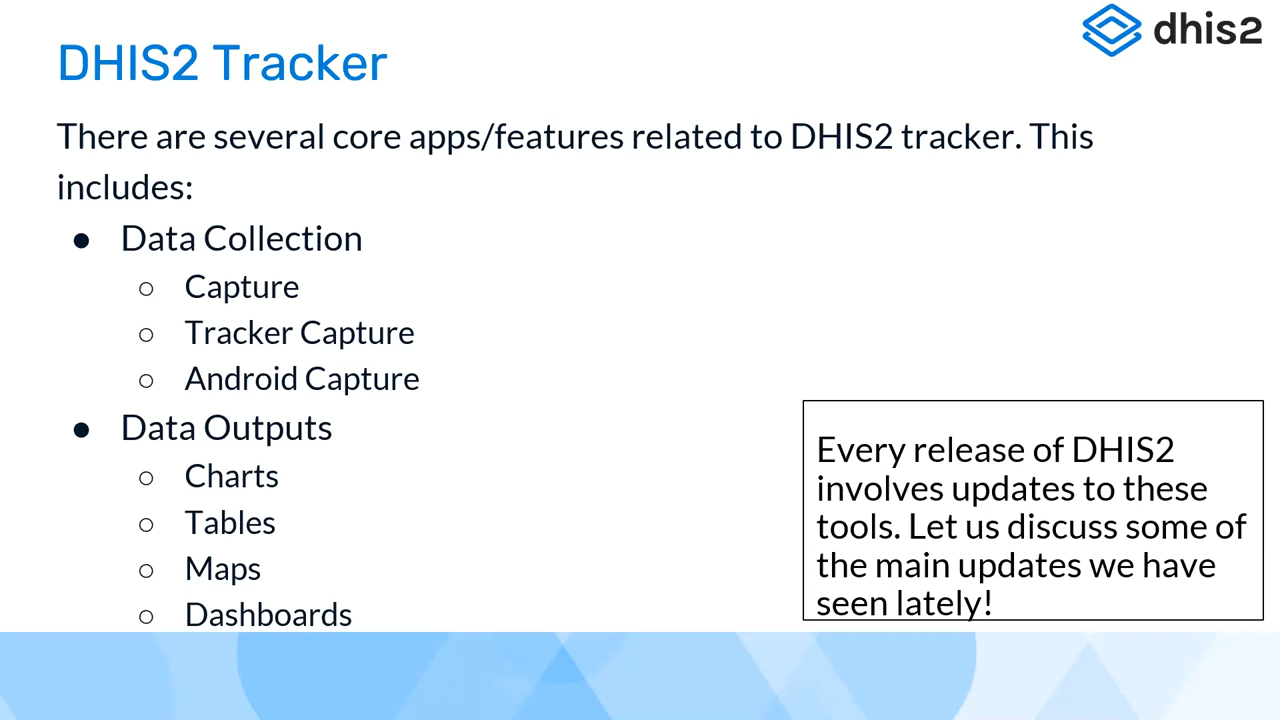 dhis2
DHIS2 Tracker
There are several core apps/features related to DHIS2 tracker. This
includes:
● Data Collection
○ Capture
○ Tracker Capture
○ Android Capture
● Data Outputs
○ Charts
○ Tables
○ Maps
○ Dashboards
Every release of DHIS2
involves updates to these
tools. Let us discuss some of
the main updates we have
seen lately!